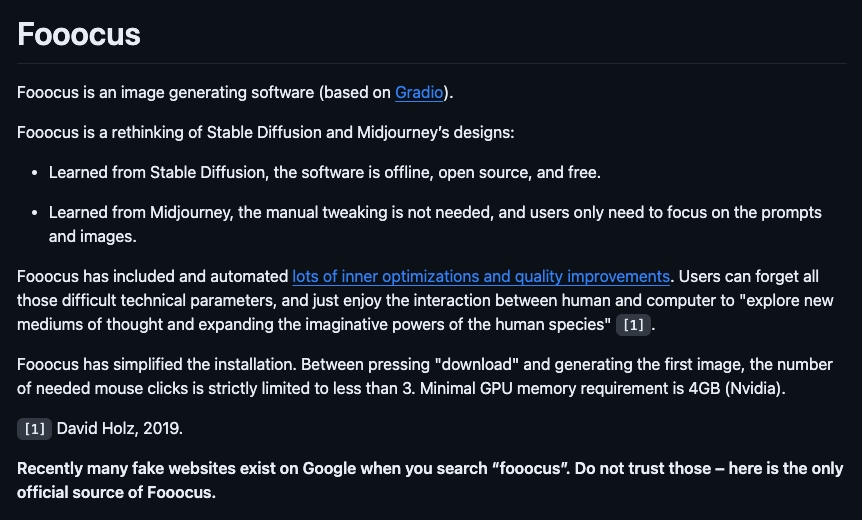 Fooocus
Fooocus is an image generating software (based on Gradio).
Fooocus is a rethinking of Stable Diffusion and Midjourney’s designs:
• Learned from Stable Diffusion, the software is offline, open source, and free.
• Learned from Midjourney, the manual tweaking is not needed, and users only need to focus on the prompts
and images.
Fooocus has included and automated lots of inner optimizations and quality improvements. Users can forget all
those difficult technical parameters, and just enjoy the interaction between human and computer to "explore new
mediums of thought and expanding the imaginative powers of the human species" [1].
Fooocus has simplified the installation. Between pressing "download" and generating the first image, the number
of needed mouse clicks is strictly limited to less than 3. Minimal GPU memory requirement is 4GB (Nvidia).
[1] David Holz, 2019.
Recently many fake websites exist on Google when you search “fooocus”. Do not trust those – here is the only
official source of Fooocus.